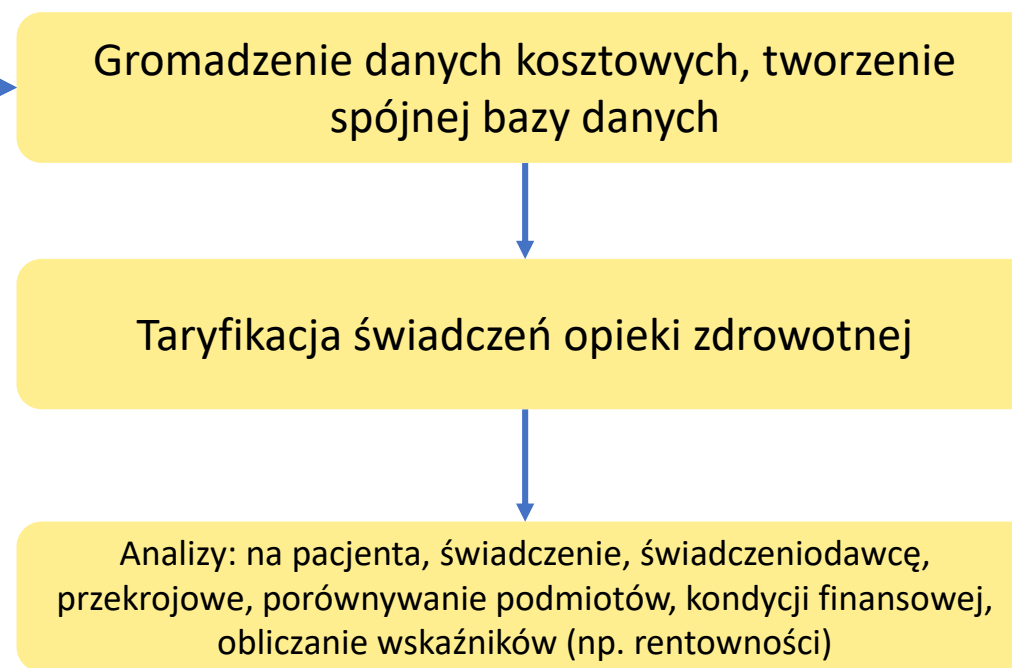 Gromadzenie danych kosztowych, tworzenie
spójnej bazy danych
Taryfikacja świadczeń opieki zdrowotnej
Analizy: na pacjenta, świadczenie, świadczeniodawcę,
przekrojowe, porównywanie podmiotów, kondycji finansowej,
obliczanie wskaźników (np. rentowności)